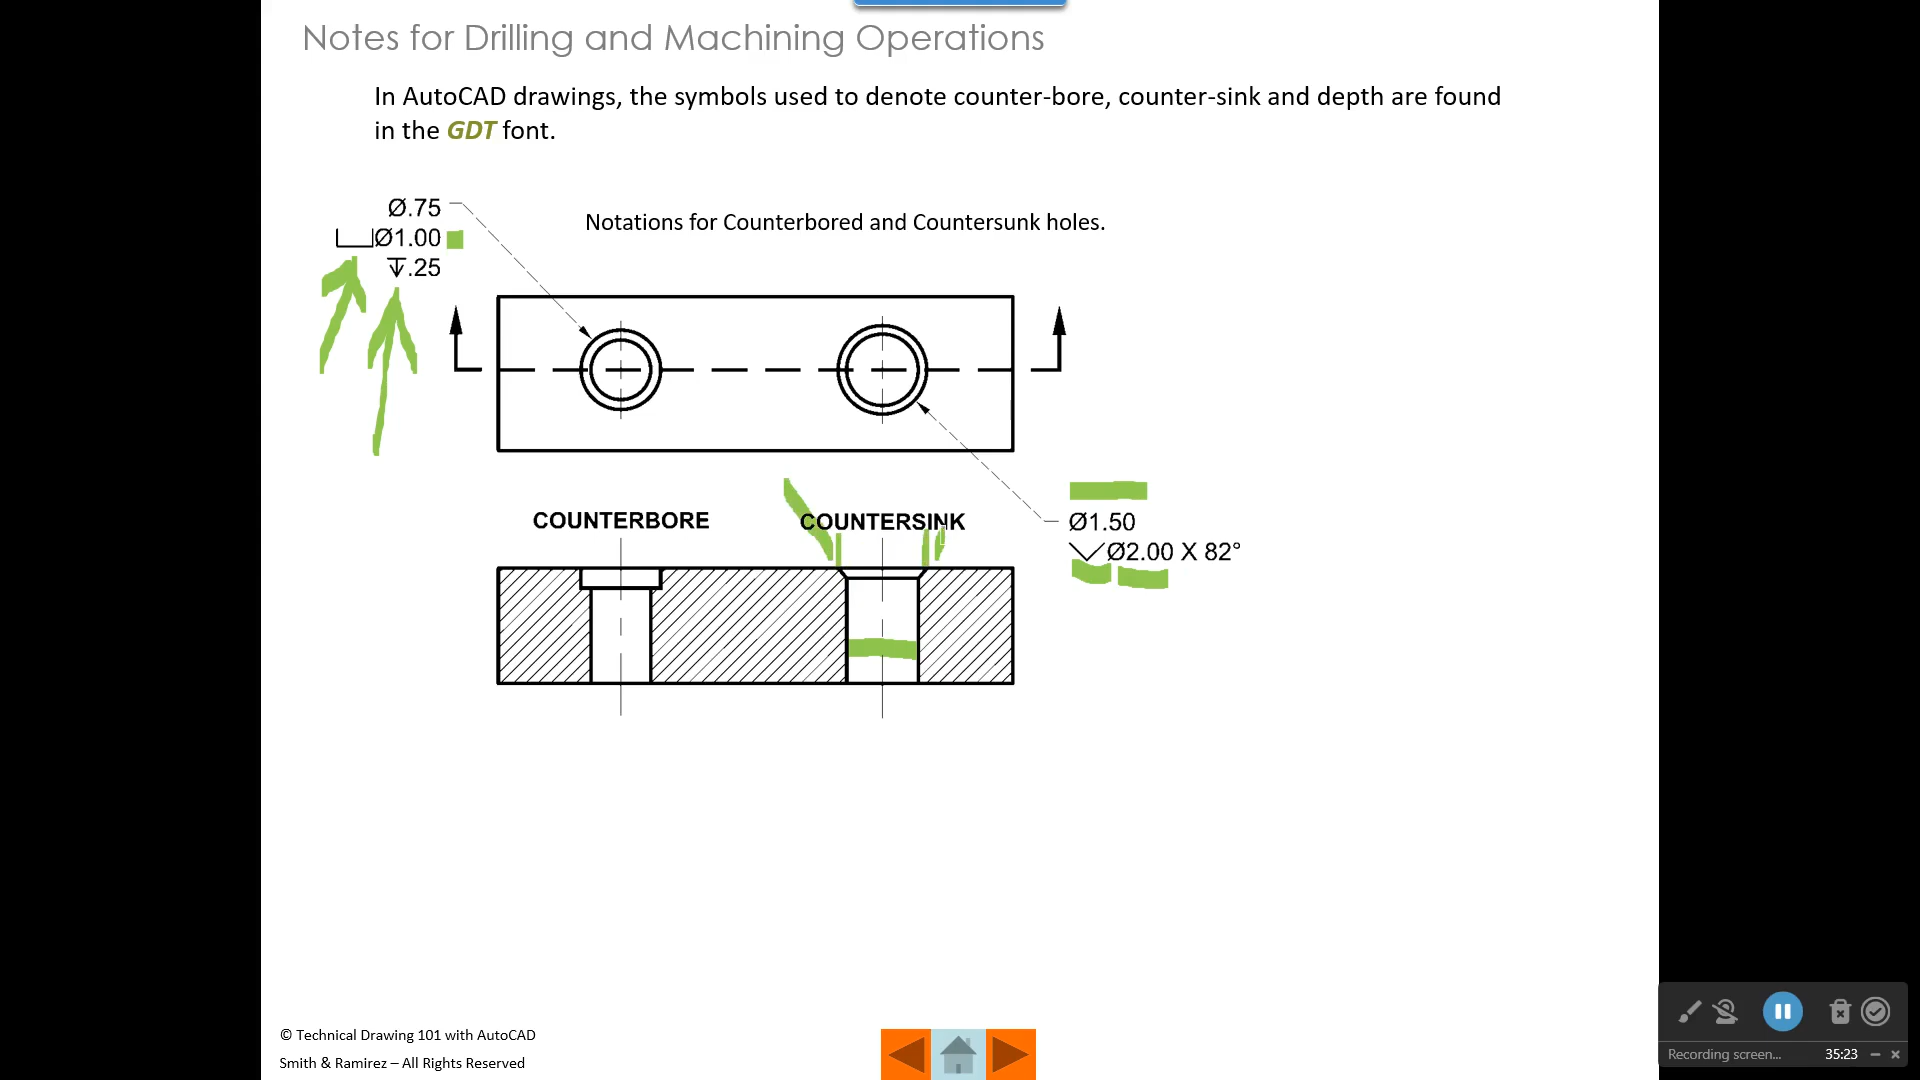 Notes for Drilling and Machining Operations
In AutoCAD drawings, the symbols used to denote counter-bore, counter-sink and depth are found
in the GDT font.
Ø.75
⌴Ø1.00
↧.25
Notations for Counterbored and Countersunk holes.
COUNTERBORE
COUNTERSINK
Ø1.50
⌵Ø2.00 X 82°
© Technical Drawing 101 with AutoCAD
Smith & Ramirez – All Rights Reserved
Recording screen...
35:23